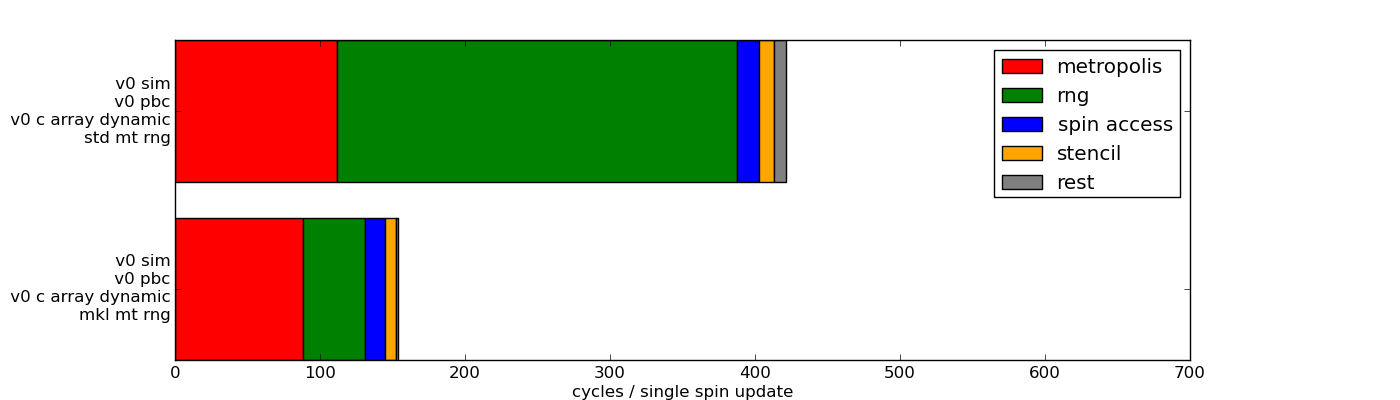 v0 sim
v0 pbc
v0 c array dynamic
std mt rng
metropolis
rng
spin access
stencil
rest
v0 sim
v0 pbc
v0 c array dynamic
mkl mt rng
0 100 200 300 400 500 600 700
cycles / single spin update